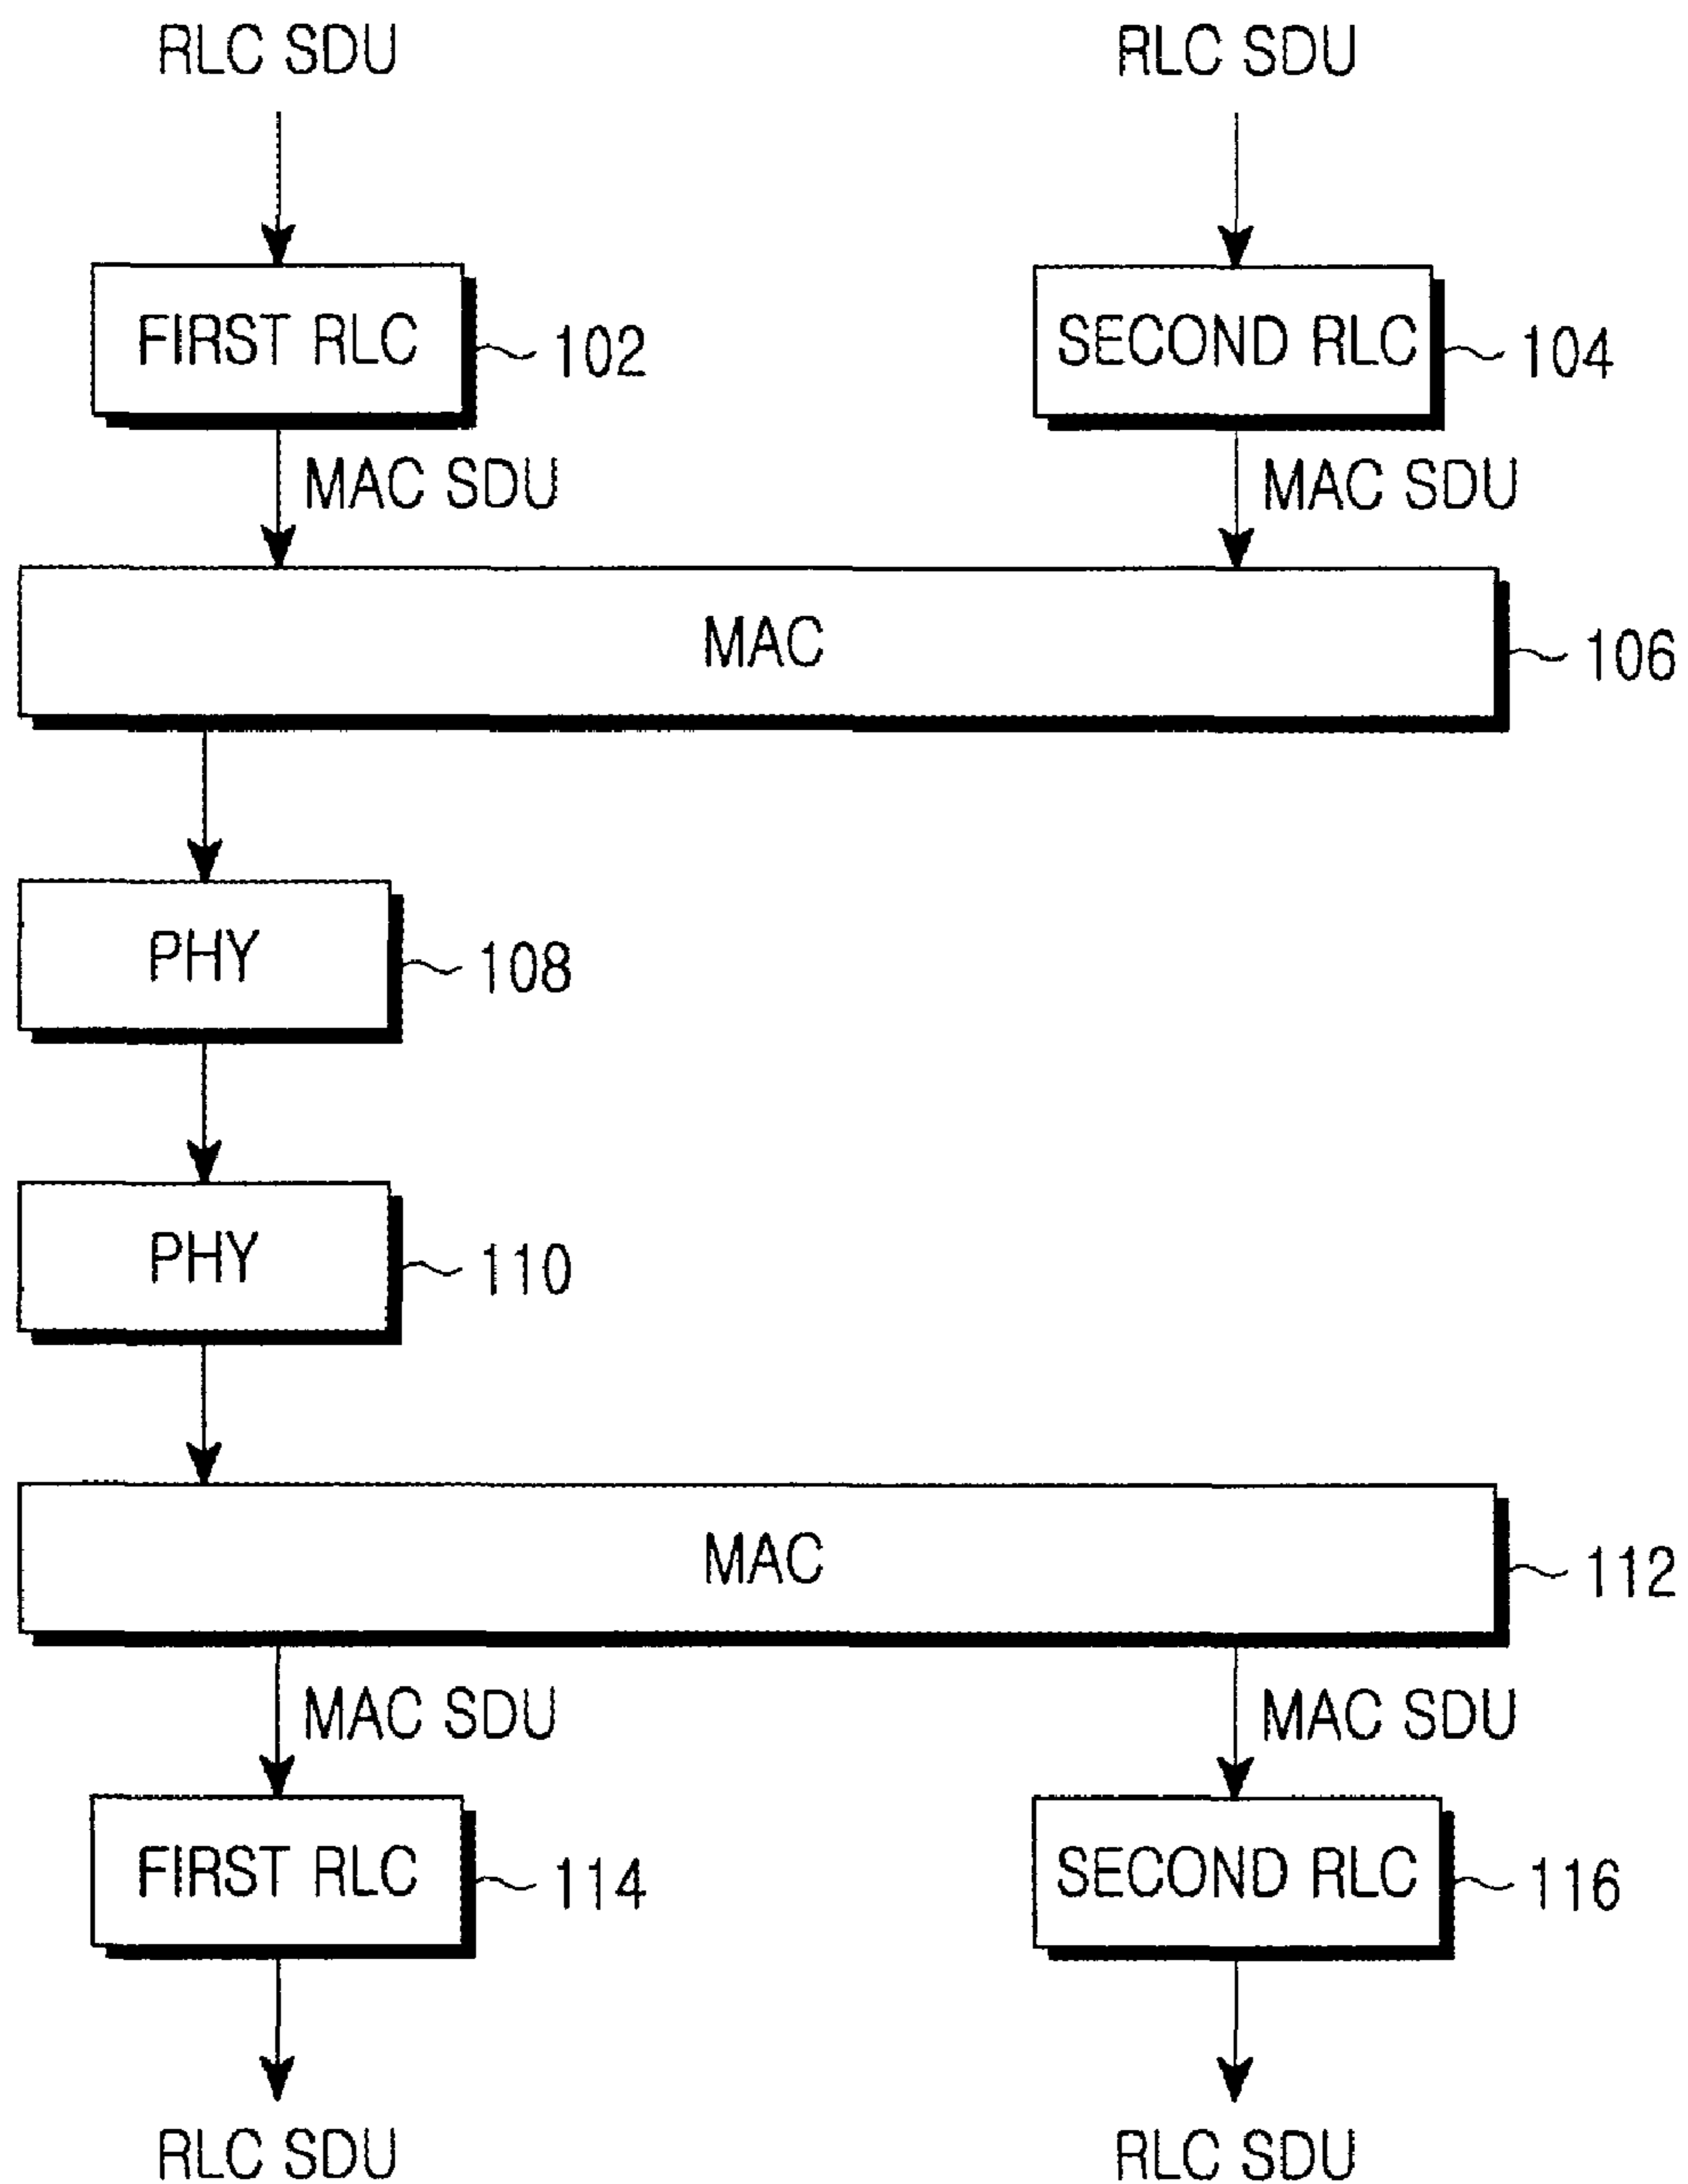 RLC SDU RLC SDU
FIRST RLC 102 SECOND RLC 104
MAC SDU MAC SDU
MAC 106
PHY 108
PHY 110
MAC 112
MAC SDU MAC SDU
FIRST RLC 114 SECOND RLC 116
RLC SDU RLC SDU